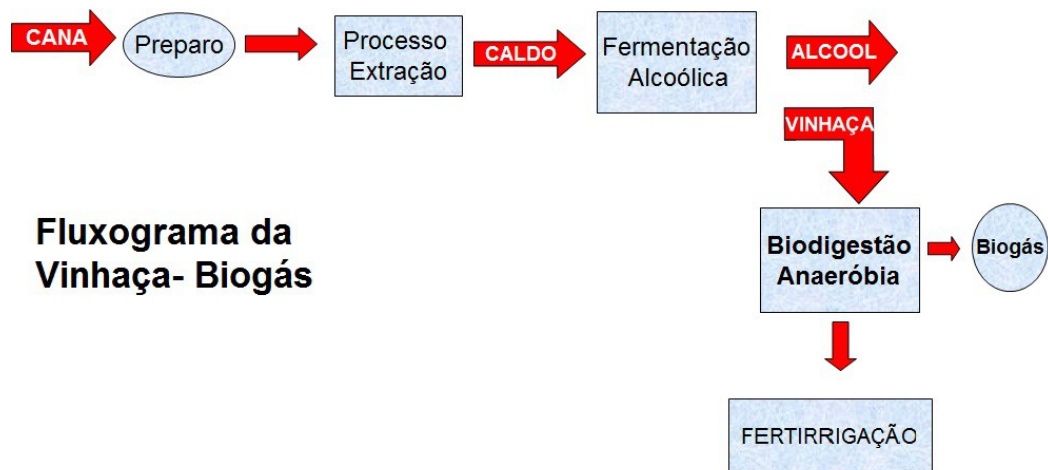 CANA
Preparo
Processo
Extração
CALDO
Fermentação
Alcoólica
ALCOOL
VINHAÇA
Fluxograma da
Vinhaça- Biogás
Biodigestão
Anaeróbia
Biogás
FERTIRRIGAÇÃO